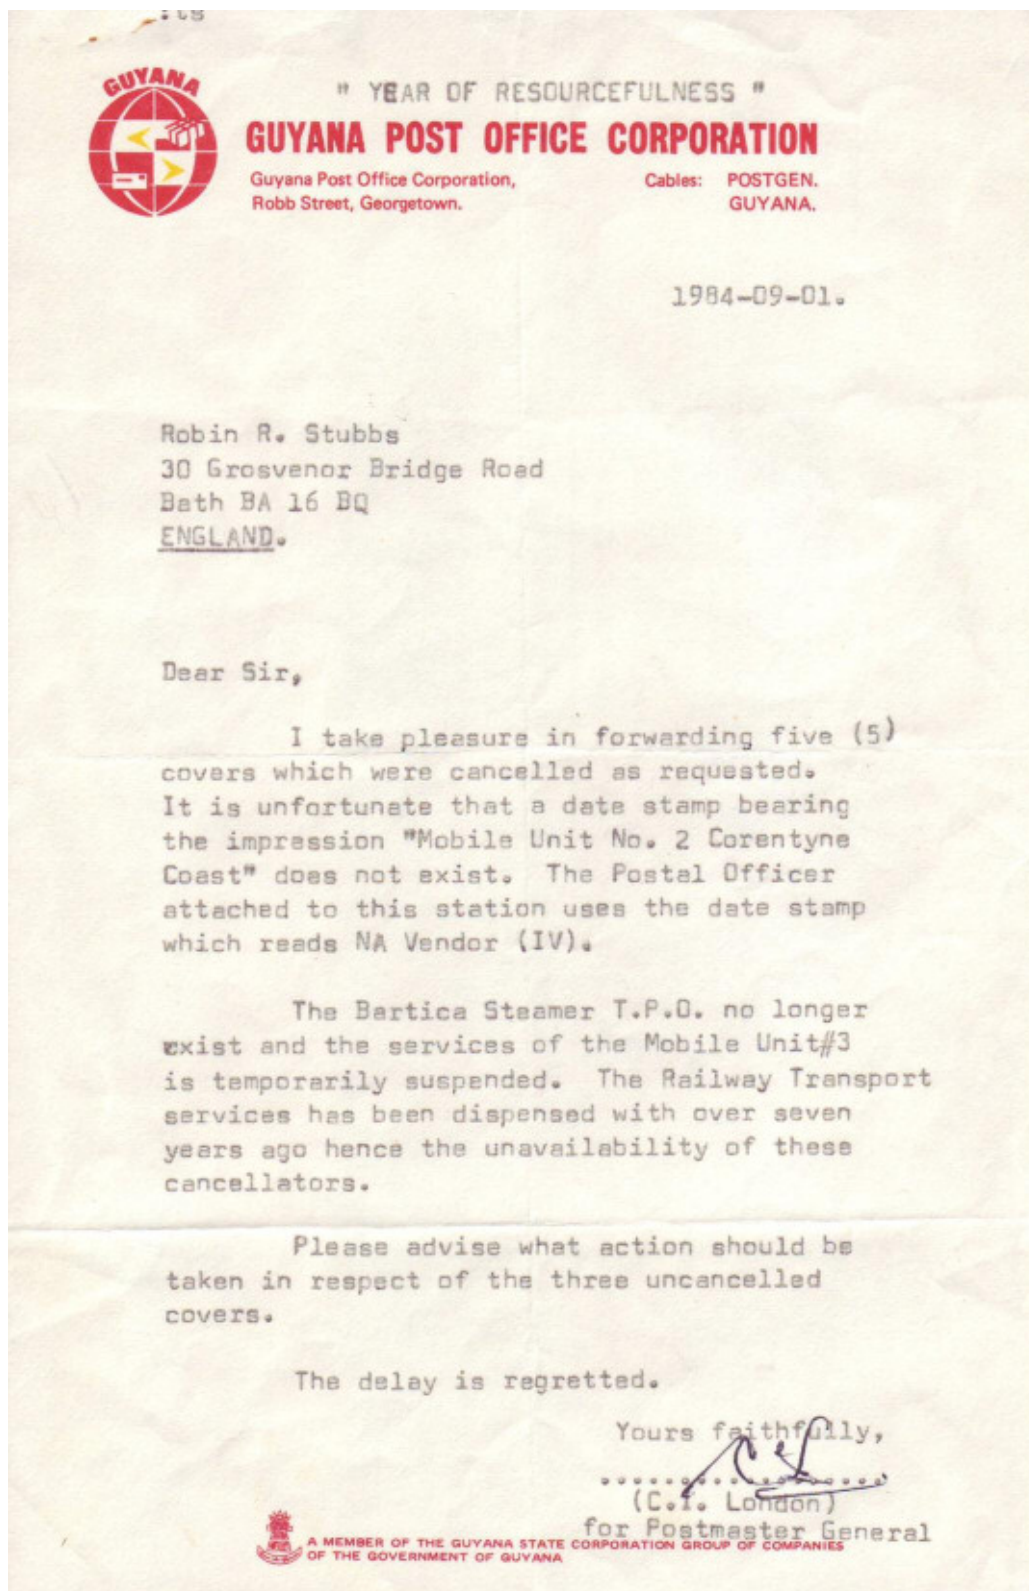 :cg
GUYANA
" YEAR OF RESOURCEFULNESS "
GUYANA POST OFFICE CORPORATION
Guyana Post Office Corporation,
Robb Street, Georgetown.
Cables: POSTGEN.
GUYANA.
1984-09-01.
Robin R. Stubbs
30 Grosvenor Bridge Road
Bath BA 16 BQ
ENGLAND.
Dear Sir,
I take pleasure in forwarding five (5)
covers which were cancelled as requested.
It is unfortunate that a date stamp bearing
the impression "Mobile Unit No. 2 Corentyne
Coast" does not exist. The Postal Officer
attached to this station uses the date stamp
which reads NA Vendor (IV).
The Bartica Steamer T.P.O. no longer
exist and the services of the Mobile Unit#3
is temporarily suspended. The Railway Transport
services has been dispensed with over seven
years ago hence the unavailability of these
cancellators.
Please advise what action should be
taken in respect of the three uncancelled
covers.
The delay is regretted.
Yours faithfully,
(C.I. London)
for Postmaster General
A MEMBER OF THE GUYANA STATE CORPORATION GROUP OF COMPANIES
OF THE GOVERNMENT OF GUYANA